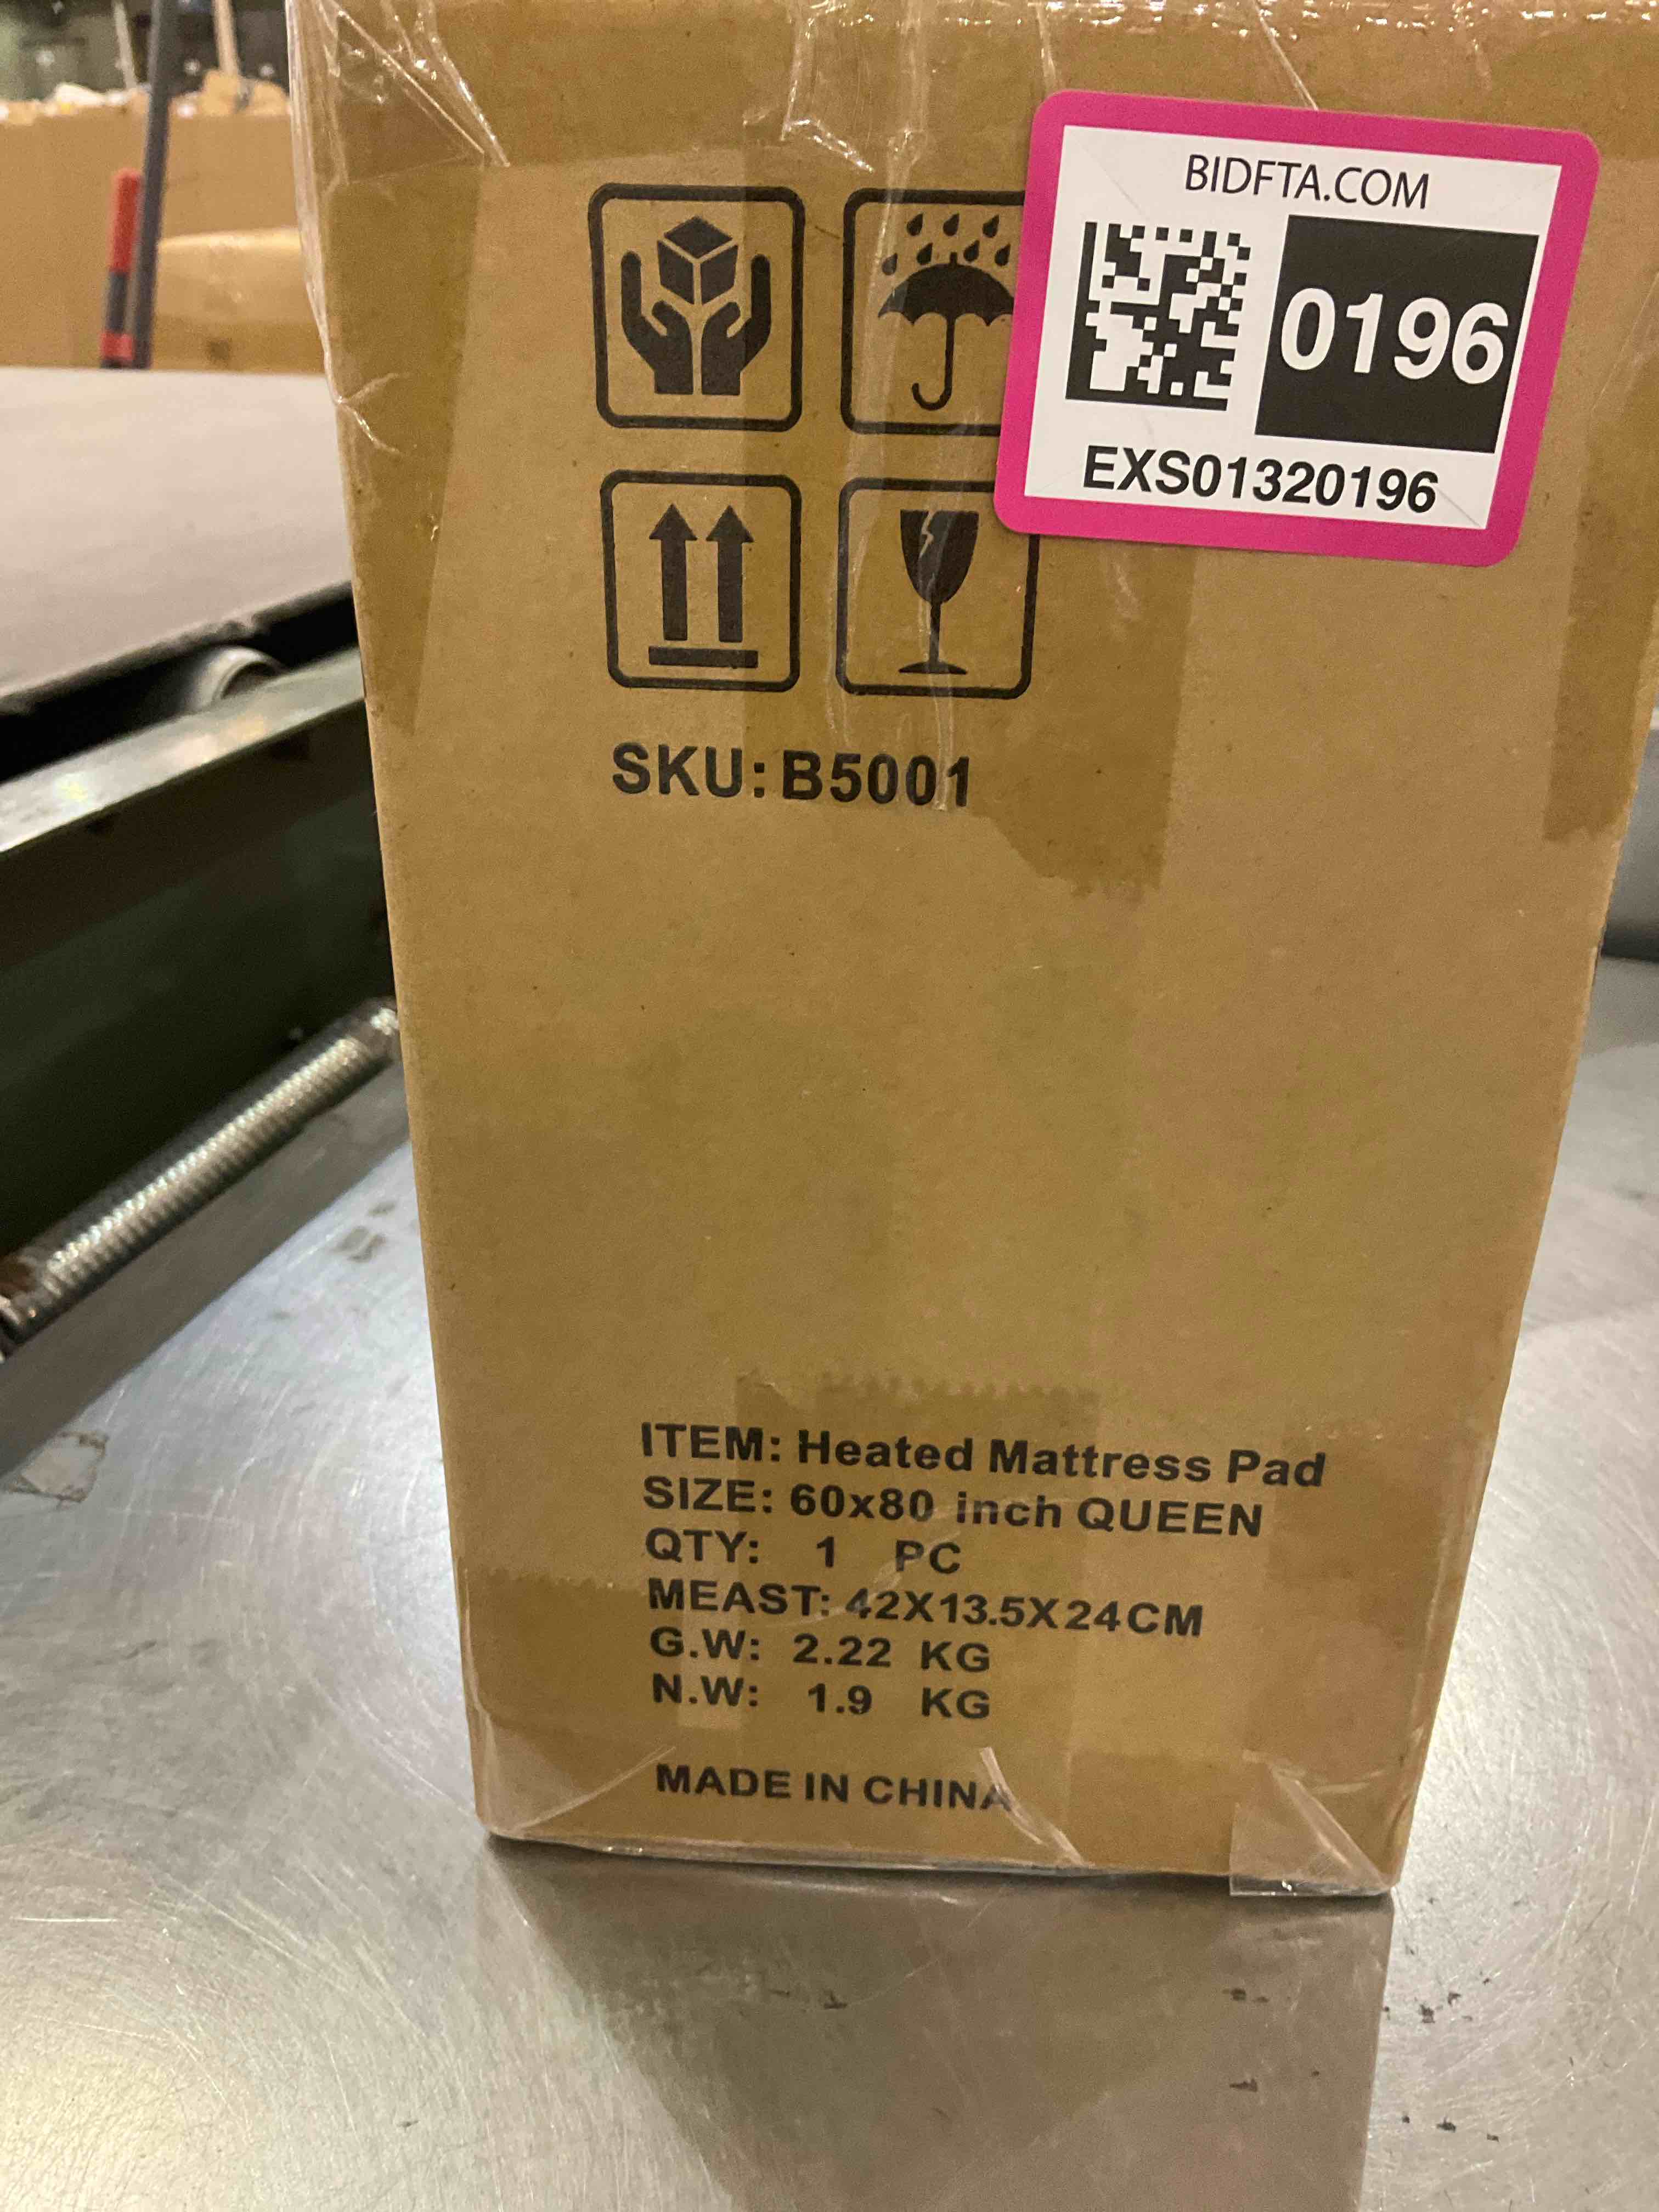 BIDFTA.COM
0196
EXS01320196
SKU: B5001
ITEM: Heated Mattress Pad
SIZE: 60x80 inch QUEEN
QTY: 1 PC
MEAST: 42X13.5X24CM
G.W: 2.22 KG
N.W: 1.9 KG
MADE IN CHINA